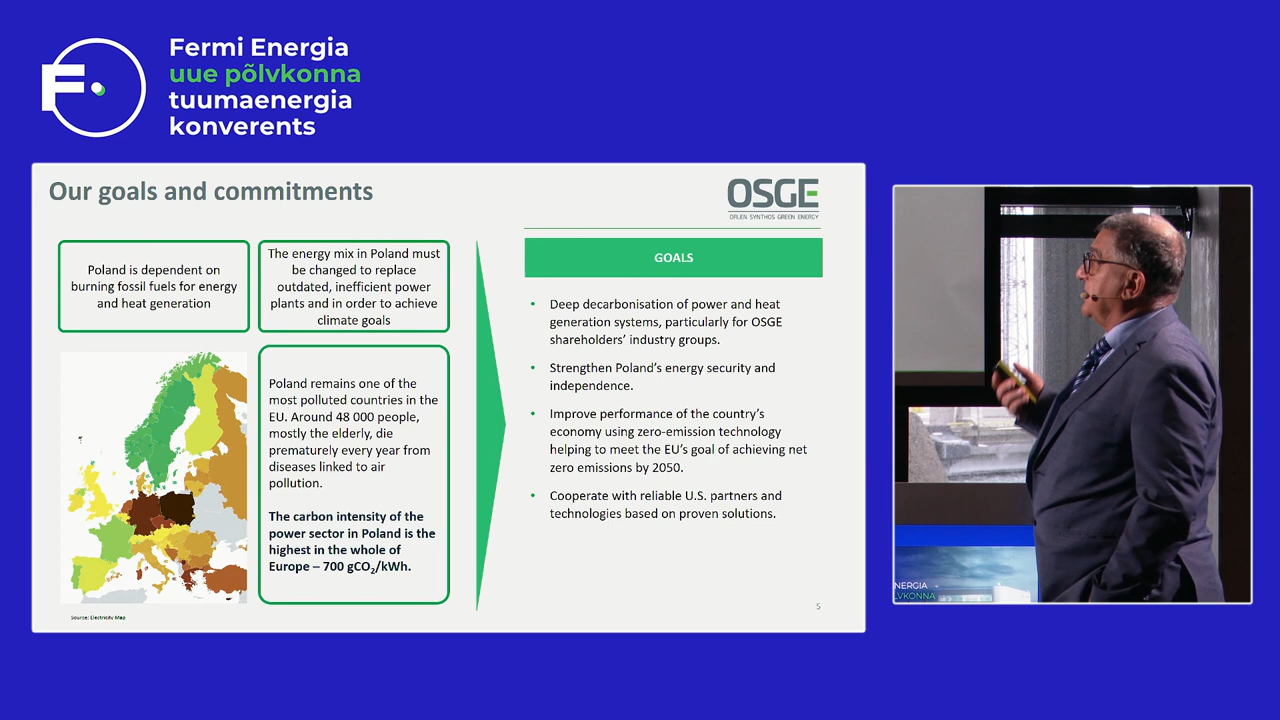 Fermi Energia
uue põlvkonna
tuumaenergia
konverents
Our goals and commitments
OSGE
ORLEN SYNTHOS GREEN ENERGY
Poland is dependent on
burning fossil fuels for energy
and heat generation
The energy mix in Poland must
be changed to replace
outdated, inefficient power
plants and in order to achieve
climate goals
Poland remains one of the
most polluted countries in the
EU. Around 48 000 people,
mostly the elderly, die
prematurely every year from
diseases linked to air
pollution.
The carbon intensity of the
power sector in Poland is the
highest in the whole of
Europe – 700 gCO₂/kWh.
Source: Electricity Map
GOALS
• Deep decarbonisation of power and heat
generation systems, particularly for OSGE
shareholders’ industry groups.
• Strengthen Poland’s energy security and
independence.
• Improve performance of the country’s
economy using zero-emission technology
helping to meet the EU’s goal of achieving net
zero emissions by 2050.
• Cooperate with reliable U.S. partners and
technologies based on proven solutions.
5
NERGIA
LVKONNA